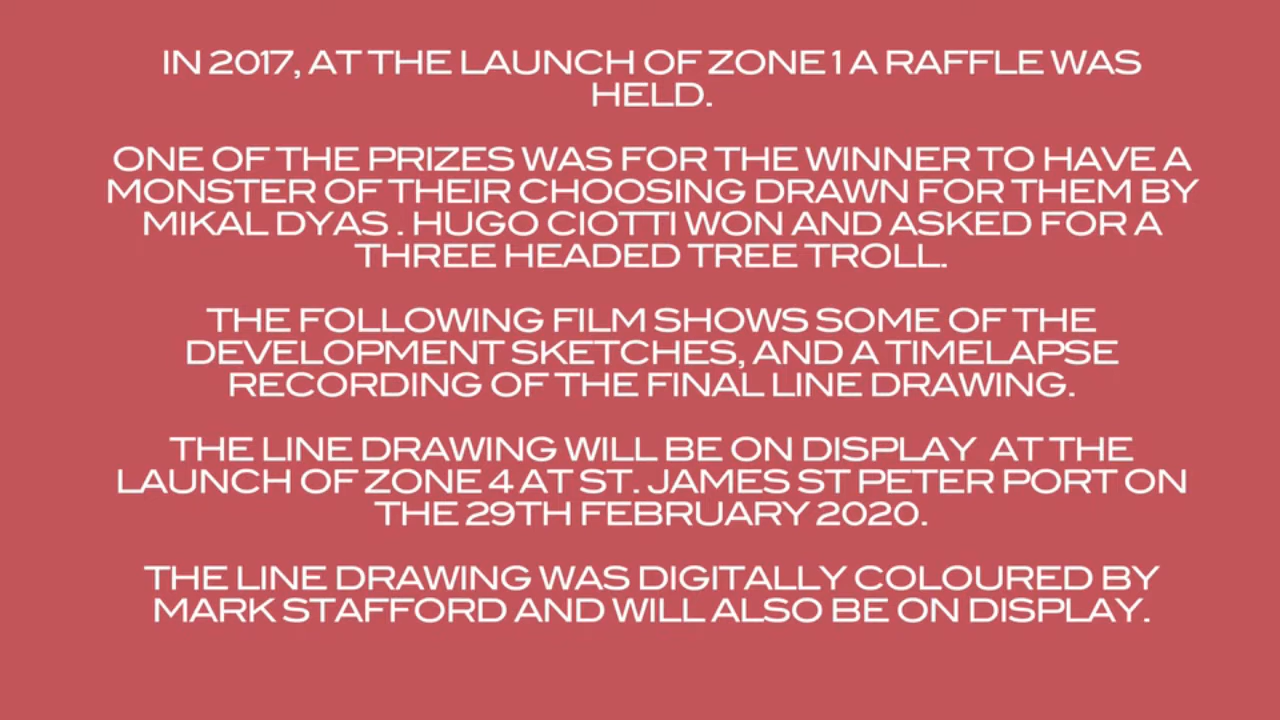 IN 2017, AT THE LAUNCH OF ZONE 1 A RAFFLE WAS
HELD.
ONE OF THE PRIZES WAS FOR THE WINNER TO HAVE A
MONSTER OF THEIR CHOOSING DRAWN FOR THEM BY
MIKAL DYAS . HUGO CIOTTI WON AND ASKED FOR A
THREE HEADED TREE TROLL.
THE FOLLOWING FILM SHOWS SOME OF THE
DEVELOPMENT SKETCHES, AND A TIMELAPSE
RECORDING OF THE FINAL LINE DRAWING.
THE LINE DRAWING WILL BE ON DISPLAY AT THE
LAUNCH OF ZONE 4 AT ST. JAMES ST PETER PORT ON
THE 29TH FEBRUARY 2020.
THE LINE DRAWING WAS DIGITALLY COLOURED BY
MARK STAFFORD AND WILL ALSO BE ON DISPLAY.